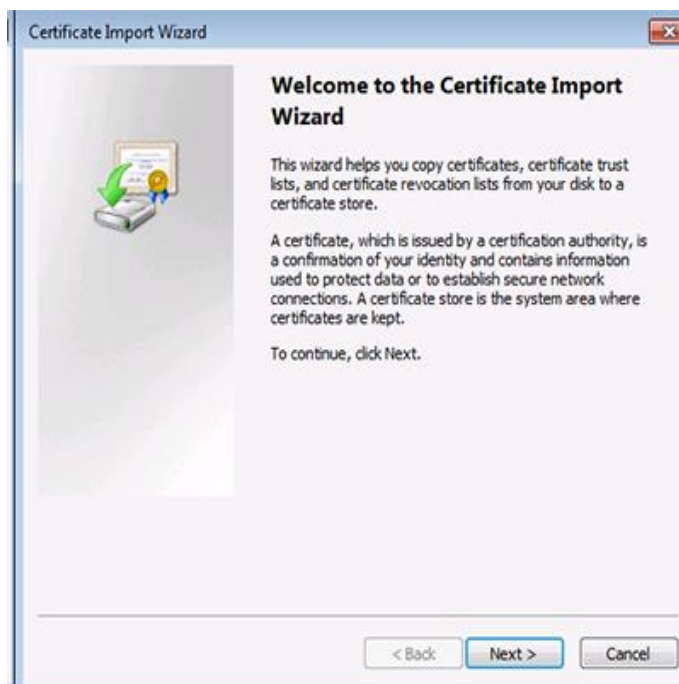 Certificate Import Wizard
Welcome to the Certificate Import
Wizard
This wizard helps you copy certificates, certificate trust
lists, and certificate revocation lists from your disk to a
certificate store.
A certificate, which is issued by a certification authority, is
a confirmation of your identity and contains information
used to protect data or to establish secure network
connections. A certificate store is the system area where
certificates are kept.
To continue, click Next.
< Back
Next >
Cancel